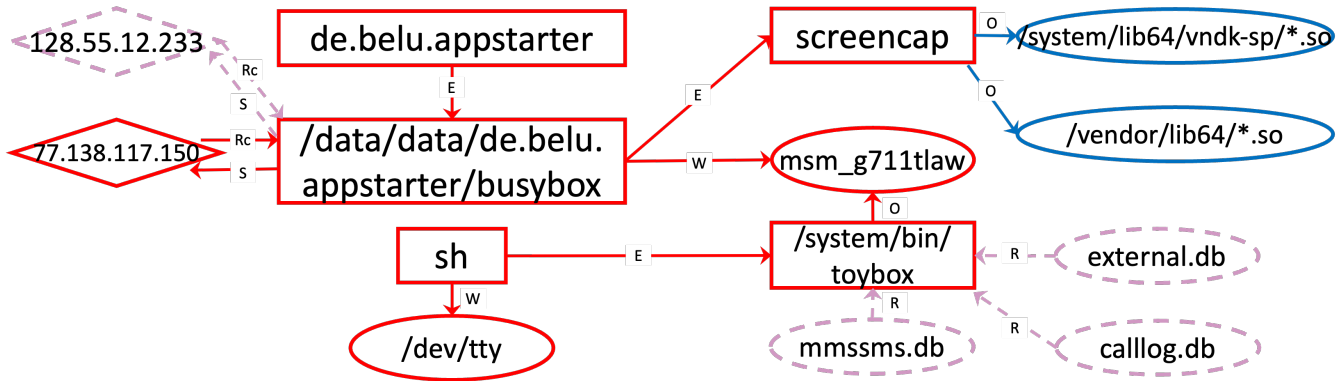 128.55.12.233
de.belu.appstarter
screencap
O
/system/lib64/vndk-sp/*.so
Rc
S
E
E
O
77.138.117.150
Rc
S
/data/data/de.belu.
appstarter/busybox
W
msm_g711tlaw
/vendor/lib64/*.so
O
sh
E
/system/bin/
toybox
R
external.db
W
R
R
/dev/tty
mmssms.db
calllog.db